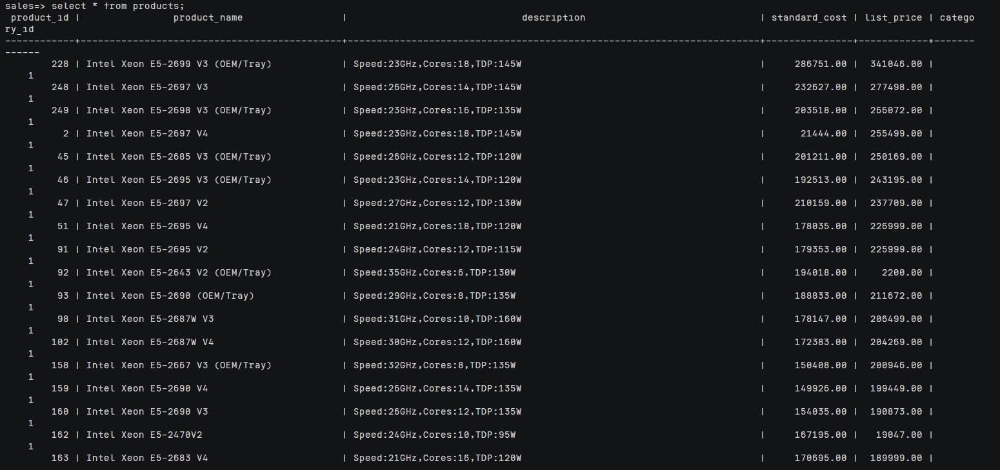 sales=> select * from products;
 product_id |                product_name                  |                              description                              | standard_cost | list_price | catego
ry_id
------------+----------------------------------------------+-----------------------------------------------------------------------+---------------+------------+-------
------
        228 | Intel Xeon E5-2699 V3 (OEM/Tray)             | Speed:23GHz,Cores:18,TDP:145W                                         |     286751.00 |  341046.00 |
    1
        248 | Intel Xeon E5-2697 V3                        | Speed:26GHz,Cores:14,TDP:145W                                         |     232627.00 |  277498.00 |
    1
        249 | Intel Xeon E5-2698 V3 (OEM/Tray)             | Speed:23GHz,Cores:16,TDP:135W                                         |     203518.00 |  266072.00 |
    1
          2 | Intel Xeon E5-2697 V4                        | Speed:23GHz,Cores:18,TDP:145W                                         |      21444.00 |  255499.00 |
    1
         45 | Intel Xeon E5-2685 V3 (OEM/Tray)             | Speed:26GHz,Cores:12,TDP:120W                                         |     201211.00 |  250169.00 |
    1
         46 | Intel Xeon E5-2695 V3 (OEM/Tray)             | Speed:23GHz,Cores:14,TDP:120W                                         |     192513.00 |  243195.00 |
    1
         47 | Intel Xeon E5-2697 V2                        | Speed:27GHz,Cores:12,TDP:130W                                         |     210159.00 |  237709.00 |
    1
         51 | Intel Xeon E5-2695 V4                        | Speed:21GHz,Cores:18,TDP:120W                                         |     178035.00 |  226999.00 |
    1
         91 | Intel Xeon E5-2695 V2                        | Speed:24GHz,Cores:12,TDP:115W                                         |     179353.00 |  225999.00 |
    1
         92 | Intel Xeon E5-2643 V2 (OEM/Tray)             | Speed:35GHz,Cores:6,TDP:130W                                          |     194018.00 |    2200.00 |
    1
         93 | Intel Xeon E5-2690 (OEM/Tray)                | Speed:29GHz,Cores:8,TDP:135W                                          |     188833.00 |  211672.00 |
    1
         98 | Intel Xeon E5-2687W V3                       | Speed:31GHz,Cores:10,TDP:160W                                         |     178147.00 |  206499.00 |
    1
        102 | Intel Xeon E5-2687W V4                       | Speed:30GHz,Cores:12,TDP:160W                                         |     172383.00 |  204269.00 |
    1
        158 | Intel Xeon E5-2667 V3 (OEM/Tray)             | Speed:32GHz,Cores:8,TDP:135W                                          |     150408.00 |  200946.00 |
    1
        159 | Intel Xeon E5-2690 V4                        | Speed:26GHz,Cores:14,TDP:135W                                         |     149926.00 |  199449.00 |
    1
        160 | Intel Xeon E5-2690 V3                        | Speed:26GHz,Cores:12,TDP:135W                                         |     154035.00 |  190873.00 |
    1
        162 | Intel Xeon E5-2470V2                         | Speed:24GHz,Cores:10,TDP:95W                                          |     167195.00 |   19047.00 |
    1
        163 | Intel Xeon E5-2683 V4                        | Speed:21GHz,Cores:16,TDP:120W                                         |     170695.00 |  189999.00 |